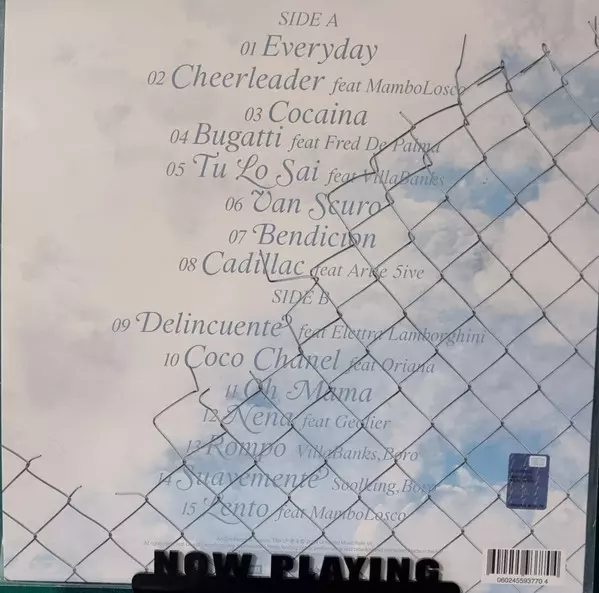 SIDE A
01 Everyday
02 Cheerleader feat MamboLosco
03 Cocaina
04 Bugatti feat Fred De Palma
05 Tu Lo Sai feat VillaBanks
06 Van Scuro
07 Bendicion
08 Cadillac feat Artie 5ive
SIDE B
09 Delincuente feat Elettra Lamborghini
10 Coco Chanel feat Oriana
11 Oh Mama
12 Nena feat Geolier
13 Rompo VillaBanks, Boro
14 Suavemente Soolking,
15 Lento feat MamboLosco
NOW PLAYING
060245593770 4